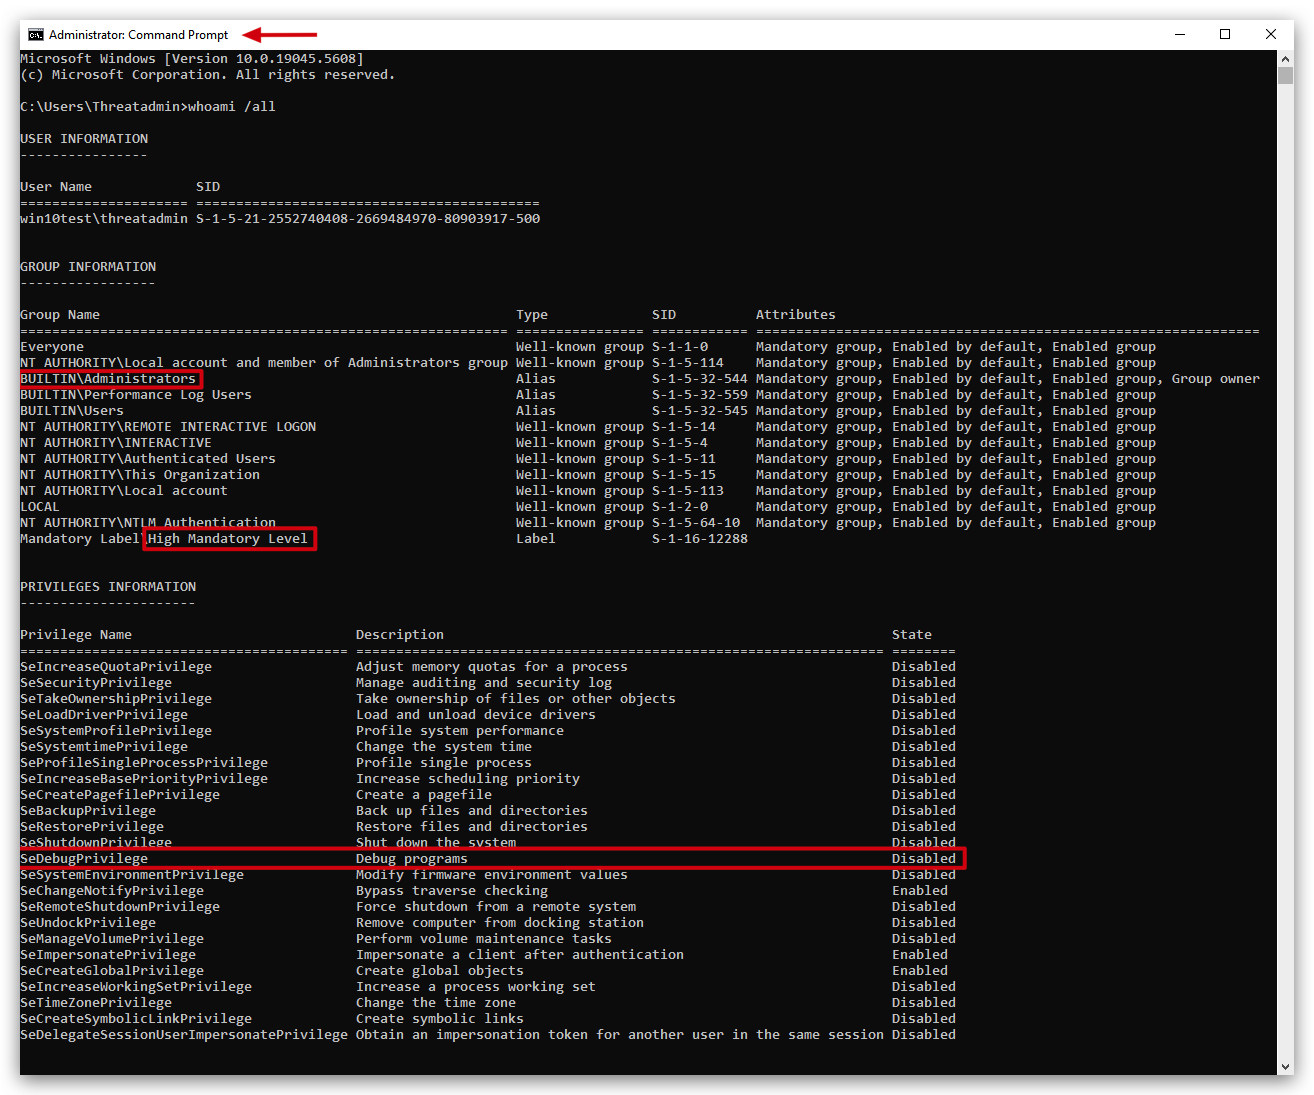 Administrator: Command Prompt
Microsoft Windows [Version 10.0.19045.5608]
(c) Microsoft Corporation. All rights reserved.
C:\Users\Threatadmin>whoami /all
USER INFORMATION
----------------
User Name             SID
===================== ===========================================
win10test\threatadmin S-1-5-21-2552740408-2669484970-80903917-500
GROUP INFORMATION
-----------------
Group Name                                                    Type             SID          Attributes
============================================================= ================ ============ ===============================================================
Everyone                                                      Well-known group S-1-1-0      Mandatory group, Enabled by default, Enabled group
NT AUTHORITY\Local account and member of Administrators group Well-known group S-1-5-114    Mandatory group, Enabled by default, Enabled group
BUILTIN\Administrators                                        Alias            S-1-5-32-544 Mandatory group, Enabled by default, Enabled group, Group owner
BUILTIN\Performance Log Users                                 Alias            S-1-5-32-559 Mandatory group, Enabled by default, Enabled group
BUILTIN\Users                                                 Alias            S-1-5-32-545 Mandatory group, Enabled by default, Enabled group
NT AUTHORITY\REMOTE INTERACTIVE LOGON                         Well-known group S-1-5-14     Mandatory group, Enabled by default, Enabled group
NT AUTHORITY\INTERACTIVE                                      Well-known group S-1-5-4      Mandatory group, Enabled by default, Enabled group
NT AUTHORITY\Authenticated Users                              Well-known group S-1-5-11     Mandatory group, Enabled by default, Enabled group
NT AUTHORITY\This Organization                                Well-known group S-1-5-15     Mandatory group, Enabled by default, Enabled group
NT AUTHORITY\Local account                                    Well-known group S-1-5-113    Mandatory group, Enabled by default, Enabled group
LOCAL                                                         Well-known group S-1-2-0      Mandatory group, Enabled by default, Enabled group
NT AUTHORITY\NTLM Authentication                              Well-known group S-1-5-64-10  Mandatory group, Enabled by default, Enabled group
Mandatory Label\High Mandatory Level                          Label            S-1-16-12288
PRIVILEGES INFORMATION
----------------------
Privilege Name                            Description                                                        State
========================================= ================================================================== ========
SeIncreaseQuotaPrivilege                  Adjust memory quotas for a process                                 Disabled
SeSecurityPrivilege                       Manage auditing and security log                                   Disabled
SeTakeOwnershipPrivilege                  Take ownership of files or other objects                           Disabled
SeLoadDriverPrivilege                     Load and unload device drivers                                     Disabled
SeSystemProfilePrivilege                  Profile system performance                                         Disabled
SeSystemtimePrivilege                     Change the system time                                             Disabled
SeProfileSingleProcessPrivilege           Profile single process                                             Disabled
SeIncreaseBasePriorityPrivilege           Increase scheduling priority                                       Disabled
SeCreatePagefilePrivilege                 Create a pagefile                                                  Disabled
SeBackupPrivilege                         Back up files and directories                                      Disabled
SeRestorePrivilege                        Restore files and directories                                      Disabled
SeShutdownPrivilege                       Shut down the system                                               Disabled
SeDebugPrivilege                          Debug programs                                                     Disabled
SeSystemEnvironmentPrivilege              Modify firmware environment values                                 Disabled
SeChangeNotifyPrivilege                   Bypass traverse checking                                           Enabled
SeRemoteShutdownPrivilege                 Force shutdown from a remote system                                Disabled
SeUndockPrivilege                         Remove computer from docking station                               Disabled
SeManageVolumePrivilege                   Perform volume maintenance tasks                                   Disabled
SeImpersonatePrivilege                    Impersonate a client after authentication                          Enabled
SeCreateGlobalPrivilege                   Create global objects                                              Enabled
SeIncreaseWorkingSetPrivilege             Increase a process working set                                     Disabled
SeTimeZonePrivilege                       Change the time zone                                               Disabled
SeCreateSymbolicLinkPrivilege             Create symbolic links                                              Disabled
SeDelegateSessionUserImpersonatePrivilege Obtain an impersonation token for another user in the same session Disabled